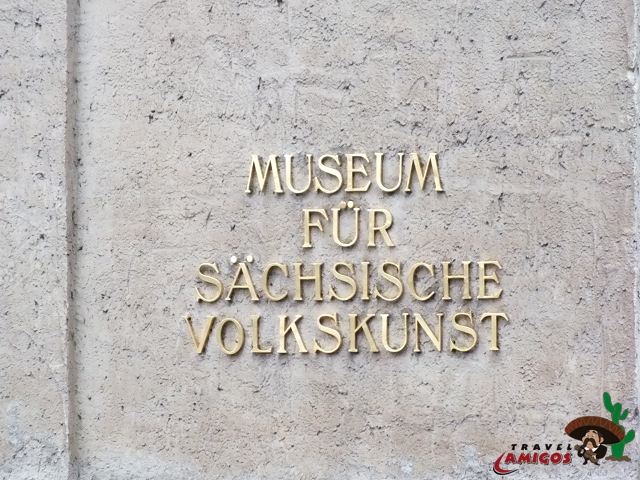 MUSEUM
FÜR
SÄCHSISCHE
VOLKSKUNST
TRAVEL
AMIGOS